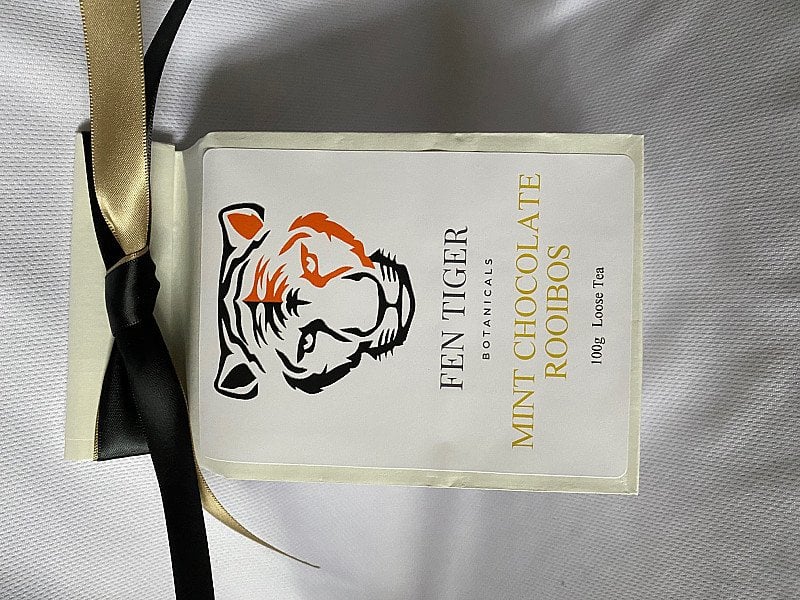 FEN TIGER
BOTANICALS
MINT CHOCOLATE
ROOIBOS
100g Loose Tea